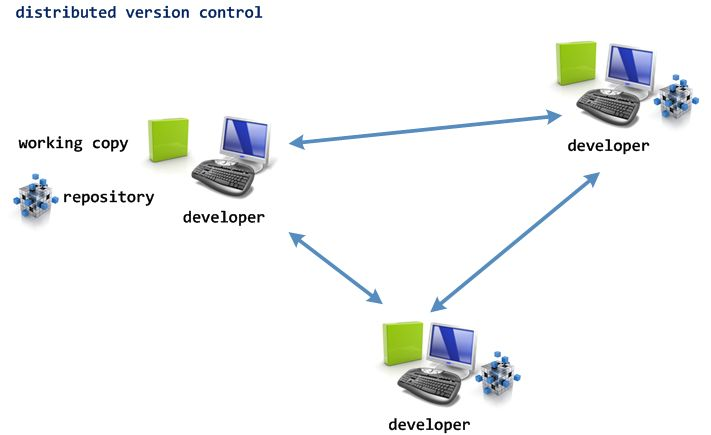 distributed version control
developer
working copy
repository
developer
developer